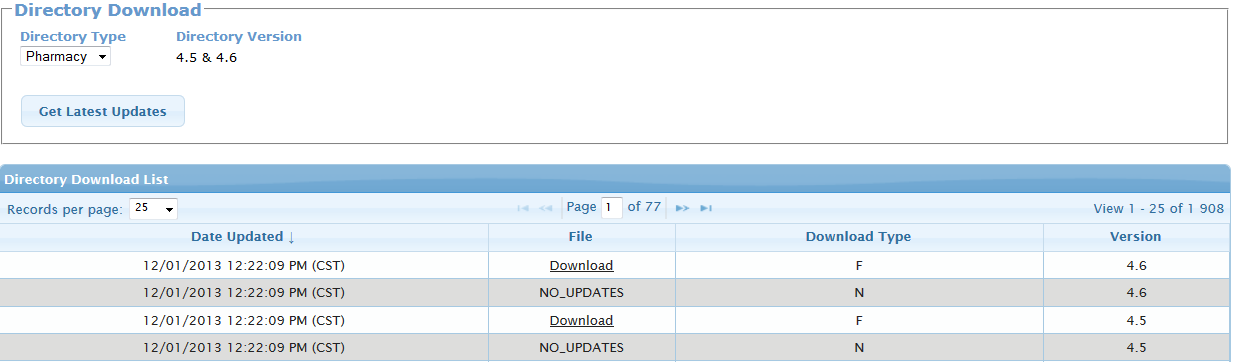 Directory Download
Directory Type Directory Version
Pharmacy 4.5 & 4.6
Get Latest Updates
Directory Download List
Records per page: 25 Page 1 of 77 View 1 - 25 of 1 908
Date Updated ↓ File Download Type Version
12/01/2013 12:22:09 PM (CST) Download F 4.6
12/01/2013 12:22:09 PM (CST) NO_UPDATES N 4.6
12/01/2013 12:22:09 PM (CST) Download F 4.5
12/01/2013 12:22:09 PM (CST) NO_UPDATES N 4.5